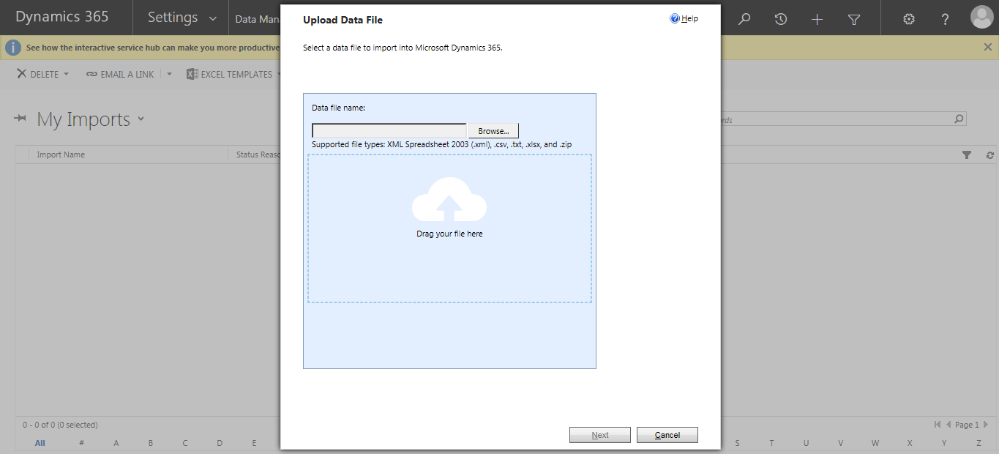 Dynamics 365
Settings
Data Man
Upload Data File
Help
See how the interactive service hub can make you more productive
Select a data file to import into Microsoft Dynamics 365.
DELETE
EMAIL A LINK
EXCEL TEMPLATES
My Imports
Data file name:
Browse...
Supported file types: XML Spreadsheet 2003 (.xml), .csv, .txt, .xlsx, and .zip
Import Name
Status Reaso
Drag your file here
0 - 0 of 0 (0 selected)
Page 1
Next
Cancel
All # A B C D E S T U V W X Y Z